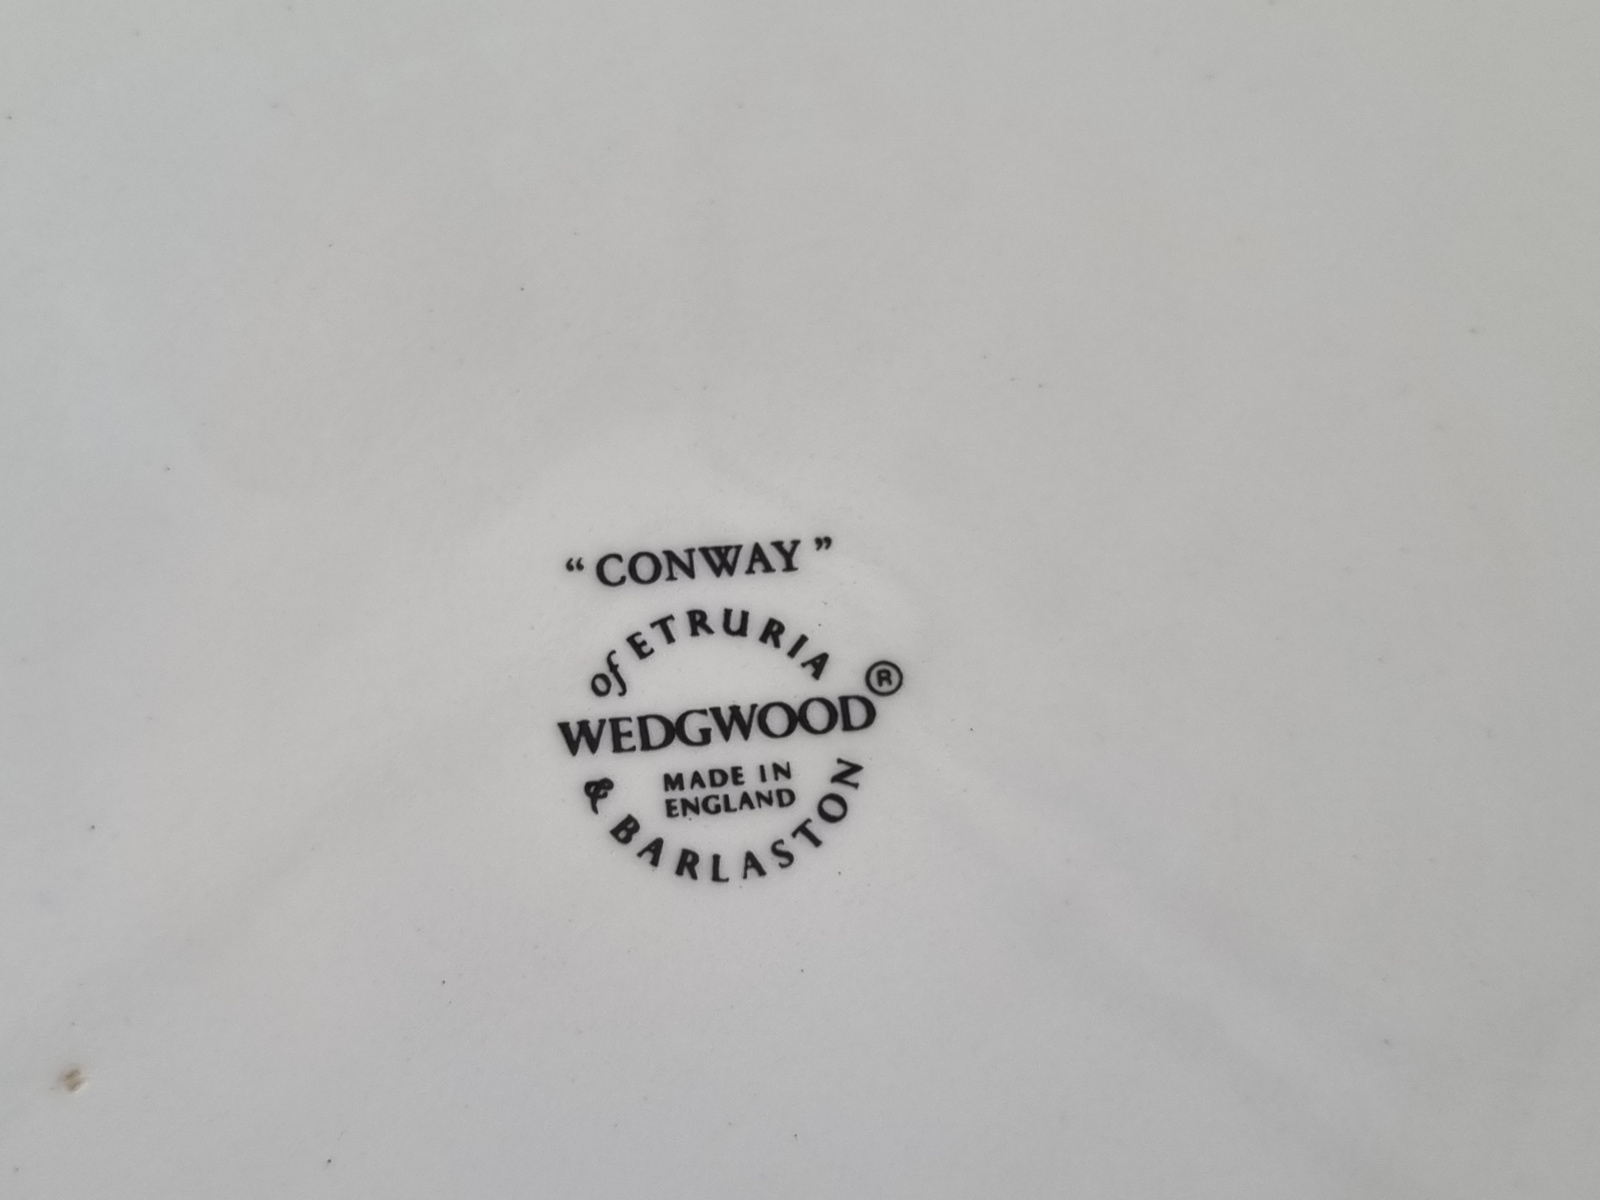 “CONWAY”
of ETRURIA
WEDGWOOD®
MADE IN
ENGLAND
& BARLASTON